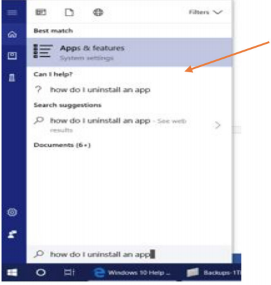 Filters
Best match
Apps & features
System settings
Can I help?
? how do I uninstall an app
Search suggestions
how do I uninstall an app - See web
results
Documents (6+)
how do I uninstall an app
Windows 10 Help ...
Backups-1T